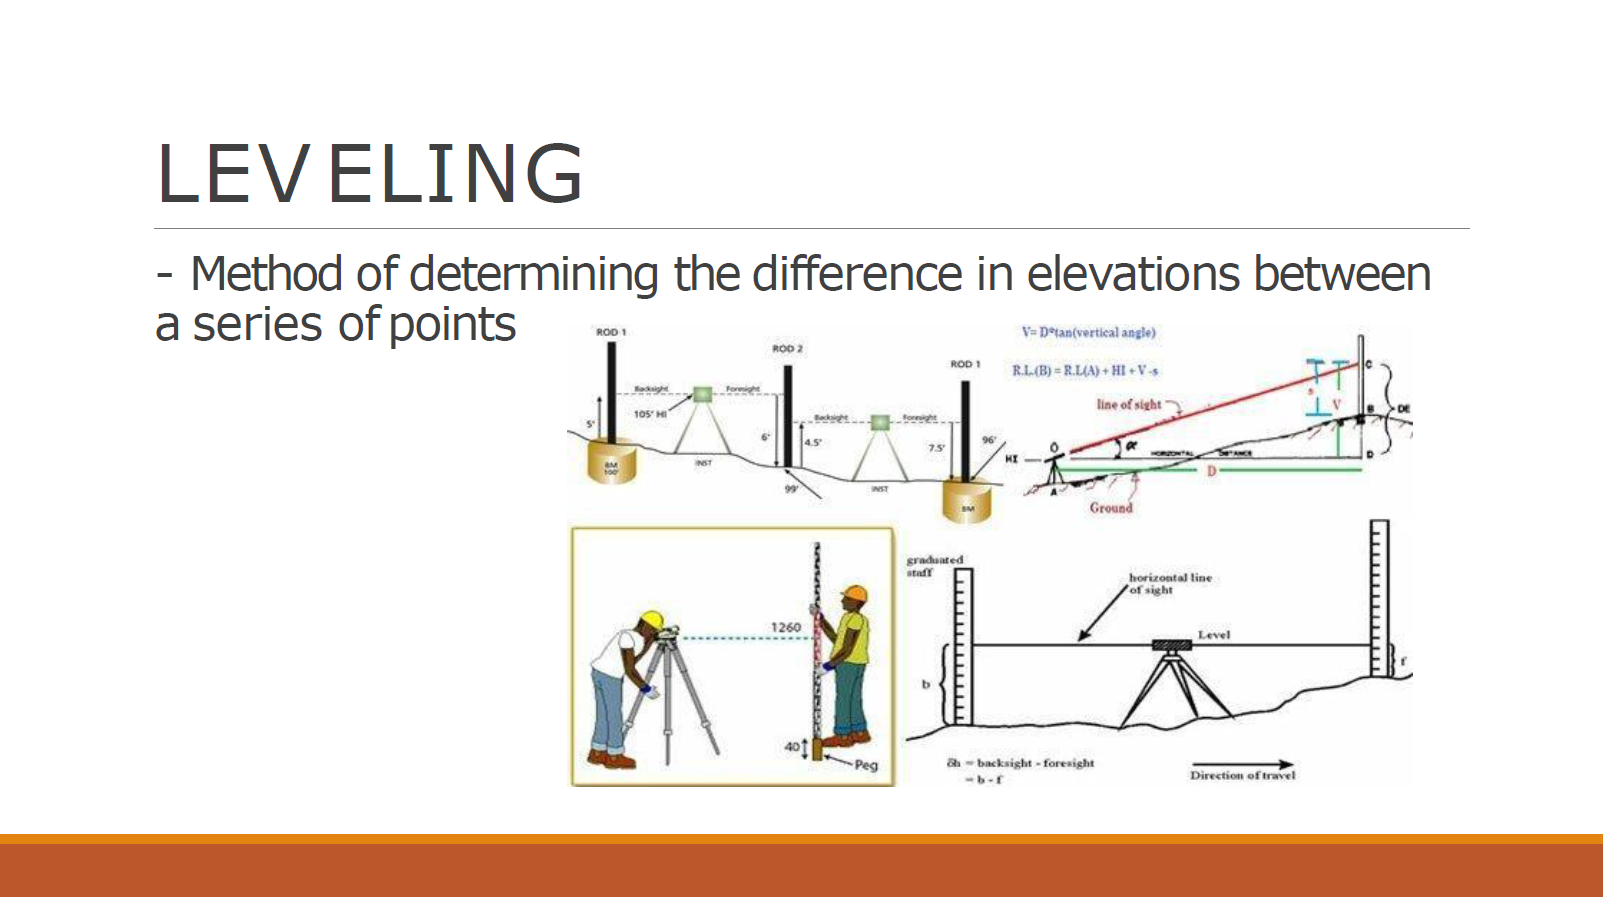 LEVELING
- Method of determining the difference in elevations between
a series of points
ROD 1
ROD 2
ROD 1
Backsight
Foresight
105' HI
5'
6'
BM
100'
INST
Backsight
Foresight
4.5'
7.5'
96'
99'
INST
BM
V= D*tan(vertical angle)
R.L.(B) = R.L(A) + HI + V -s
line of sight
s
V
C
B
DE
D
O
α
HI
HORIZONTAL DISTANCE
D
A
Ground
1260
40
Peg
graduated
staff
horizontal line
of sight
Level
b
f
δh = backsight - foresight
= b - f
Direction of travel